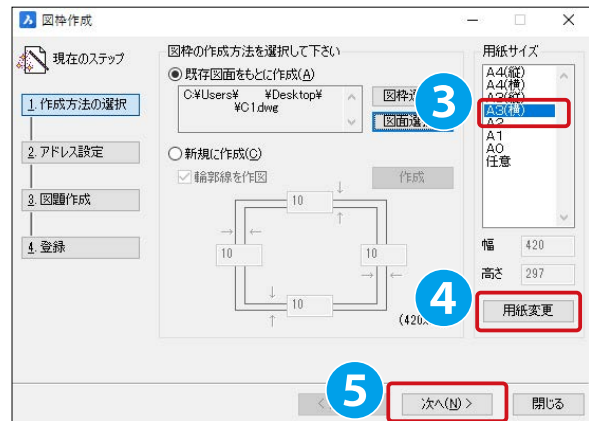 図枠作成
現在のステップ
1. 作成方法の選択
2. アドレス設定
3. 図題作成
4. 登録
図枠の作成方法を選択して下さい
既存図面をもとに作成(A)
C:¥Users¥ ¥Desktop¥
¥C1.dwg
図枠
図面選
3
新規に作成(C)
輪郭線を作図
作成
10
10
10
10
(420
用紙サイズ
A4(縦)
A4(横)
A3(縦)
A3(横)
A2
A1
A0
任意
幅 420
高さ 297
4
用紙変更
<
5
次へ(N) >
閉じる